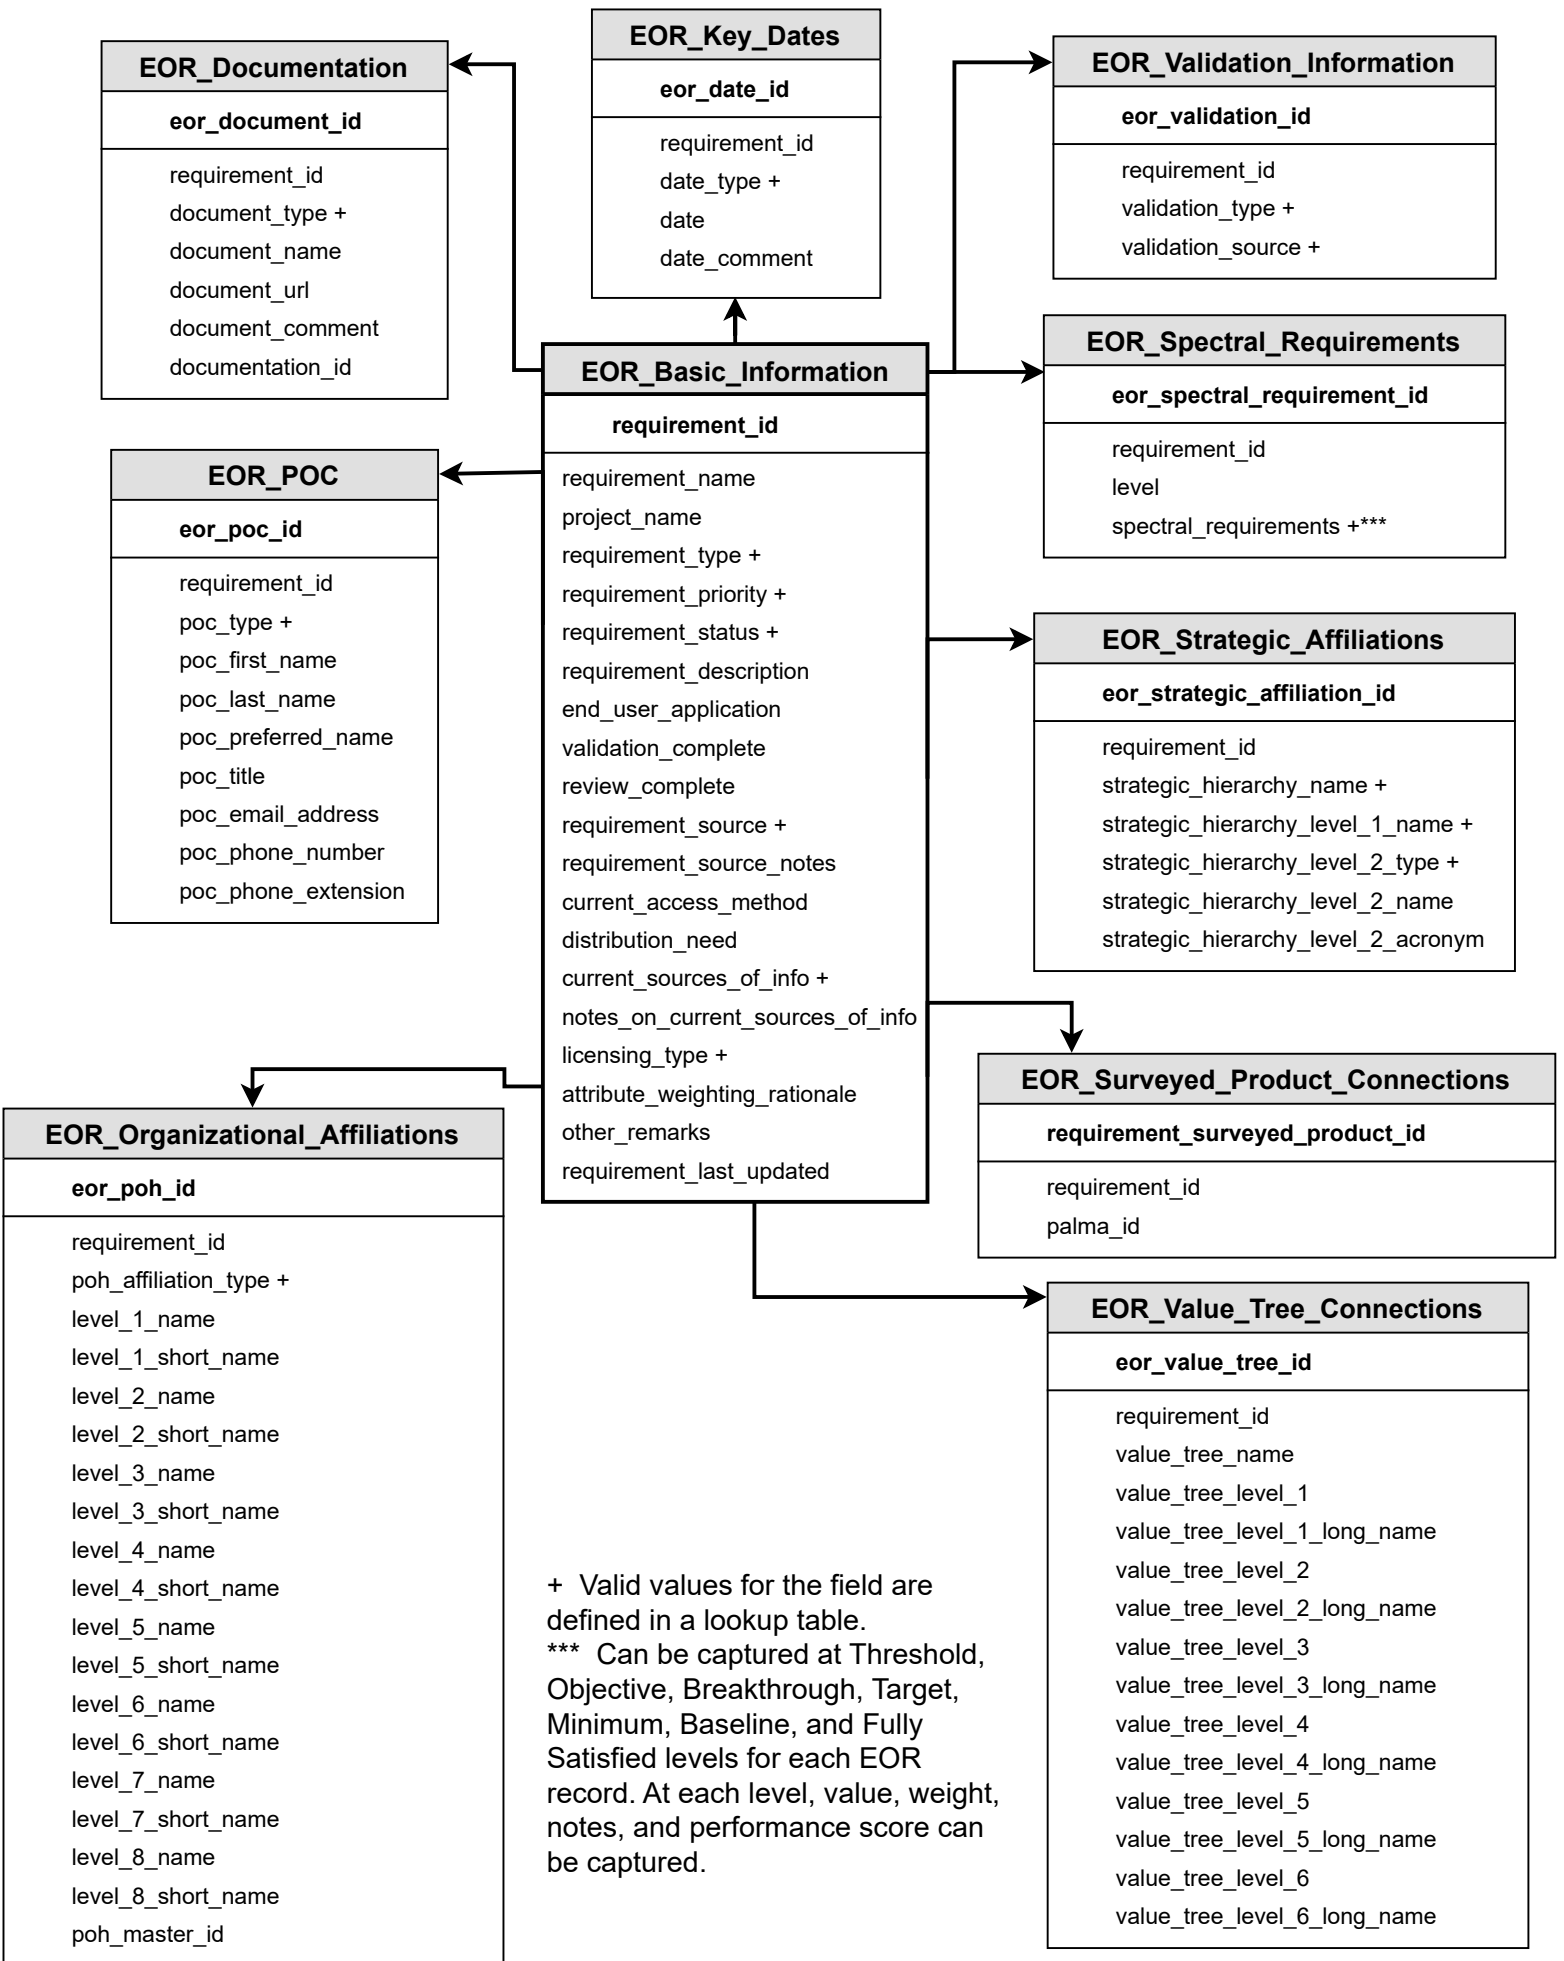 EOR_Documentation
eor_document_id
requirement_id
document_type +
document_name
document_url
document_comment
documentation_id
EOR_Key_Dates
eor_date_id
requirement_id
date_type +
date
date_comment
EOR_Validation_Information
eor_validation_id
requirement_id
validation_type +
validation_source +
EOR_Spectral_Requirements
eor_spectral_requirement_id
requirement_id
level
spectral_requirements +***
EOR_Basic_Information
requirement_id
requirement_name
project_name
requirement_type +
requirement_priority +
requirement_status +
requirement_description
end_user_application
validation_complete
review_complete
requirement_source +
requirement_source_notes
current_access_method
distribution_need
current_sources_of_info +
notes_on_current_sources_of_info
licensing_type +
attribute_weighting_rationale
other_remarks
requirement_last_updated
EOR_POC
eor_poc_id
requirement_id
poc_type +
poc_first_name
poc_last_name
poc_preferred_name
poc_title
poc_email_address
poc_phone_number
poc_phone_extension
EOR_Strategic_Affiliations
eor_strategic_affiliation_id
requirement_id
strategic_hierarchy_name +
strategic_hierarchy_level_1_name +
strategic_hierarchy_level_2_type +
strategic_hierarchy_level_2_name
strategic_hierarchy_level_2_acronym
EOR_Surveyed_Product_Connections
requirement_surveyed_product_id
requirement_id
palma_id
EOR_Organizational_Affiliations
eor_poh_id
requirement_id
poh_affiliation_type +
level_1_name
level_1_short_name
level_2_name
level_2_short_name
level_3_name
level_3_short_name
level_4_name
level_4_short_name
level_5_name
level_5_short_name
level_6_name
level_6_short_name
level_7_name
level_7_short_name
level_8_name
level_8_short_name
poh_master_id
EOR_Value_Tree_Connections
eor_value_tree_id
requirement_id
value_tree_name
value_tree_level_1
value_tree_level_1_long_name
value_tree_level_2
value_tree_level_2_long_name
value_tree_level_3
value_tree_level_3_long_name
value_tree_level_4
value_tree_level_4_long_name
value_tree_level_5
value_tree_level_5_long_name
value_tree_level_6
value_tree_level_6_long_name
+ Valid values for the field are
defined in a lookup table.
*** Can be captured at Threshold,
Objective, Breakthrough, Target,
Minimum, Baseline, and Fully
Satisfied levels for each EOR
record. At each level, value, weight,
notes, and performance score can
be captured.